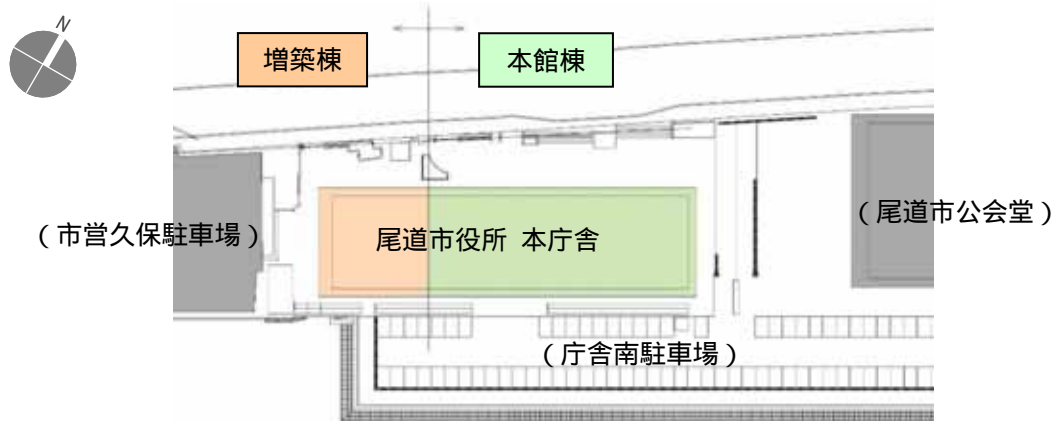 N
増築棟
本館棟
(市営久保駐車場)
尾道市役所 本庁舎
(尾道市公会堂)
(庁舎南駐車場)